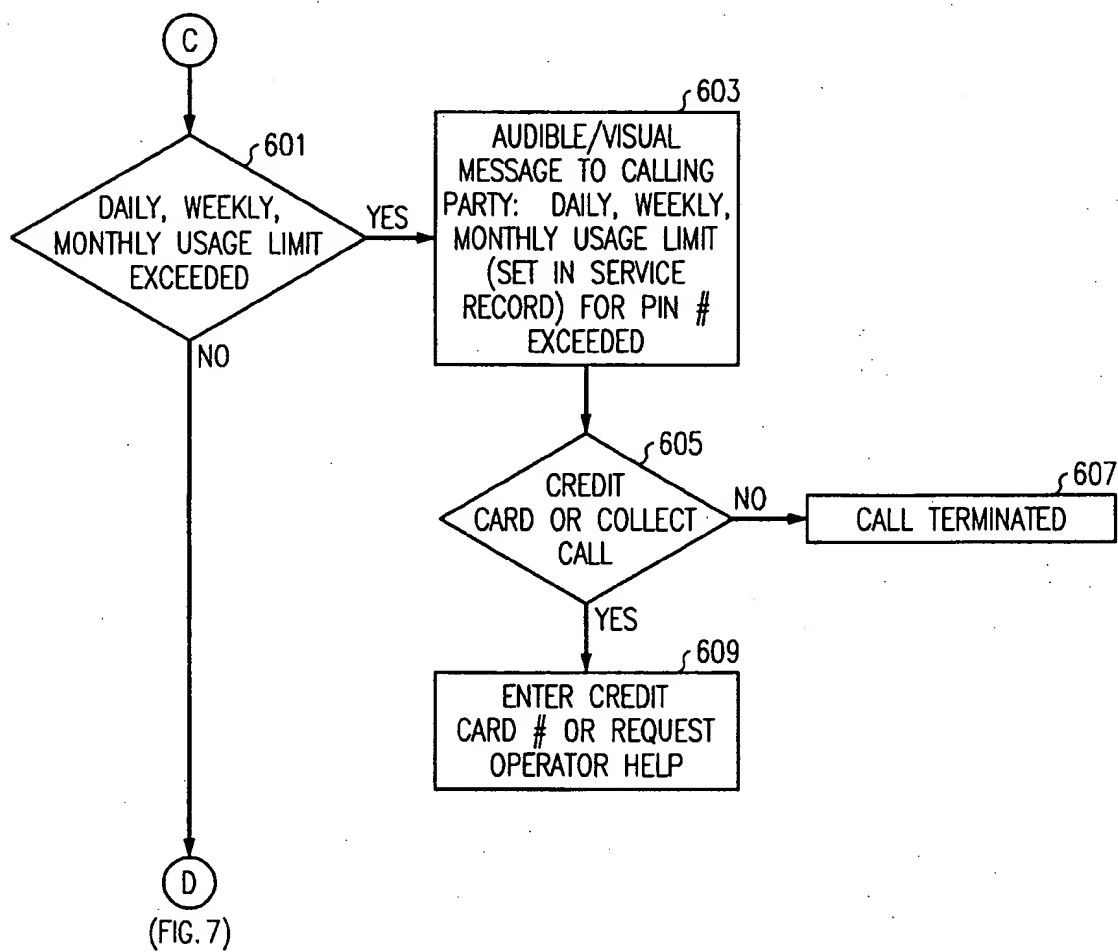 C
601
DAILY, WEEKLY,
MONTHLY USAGE LIMIT
EXCEEDED
YES
NO
603
AUDIBLE/VISUAL
MESSAGE TO CALLING
PARTY: DAILY, WEEKLY,
MONTHLY USAGE LIMIT
(SET IN SERVICE
RECORD) FOR PIN #
EXCEEDED
605
CREDIT
CARD OR COLLECT
CALL
NO
607
CALL TERMINATED
YES
609
ENTER CREDIT
CARD # OR REQUEST
OPERATOR HELP
D
(FIG. 7)